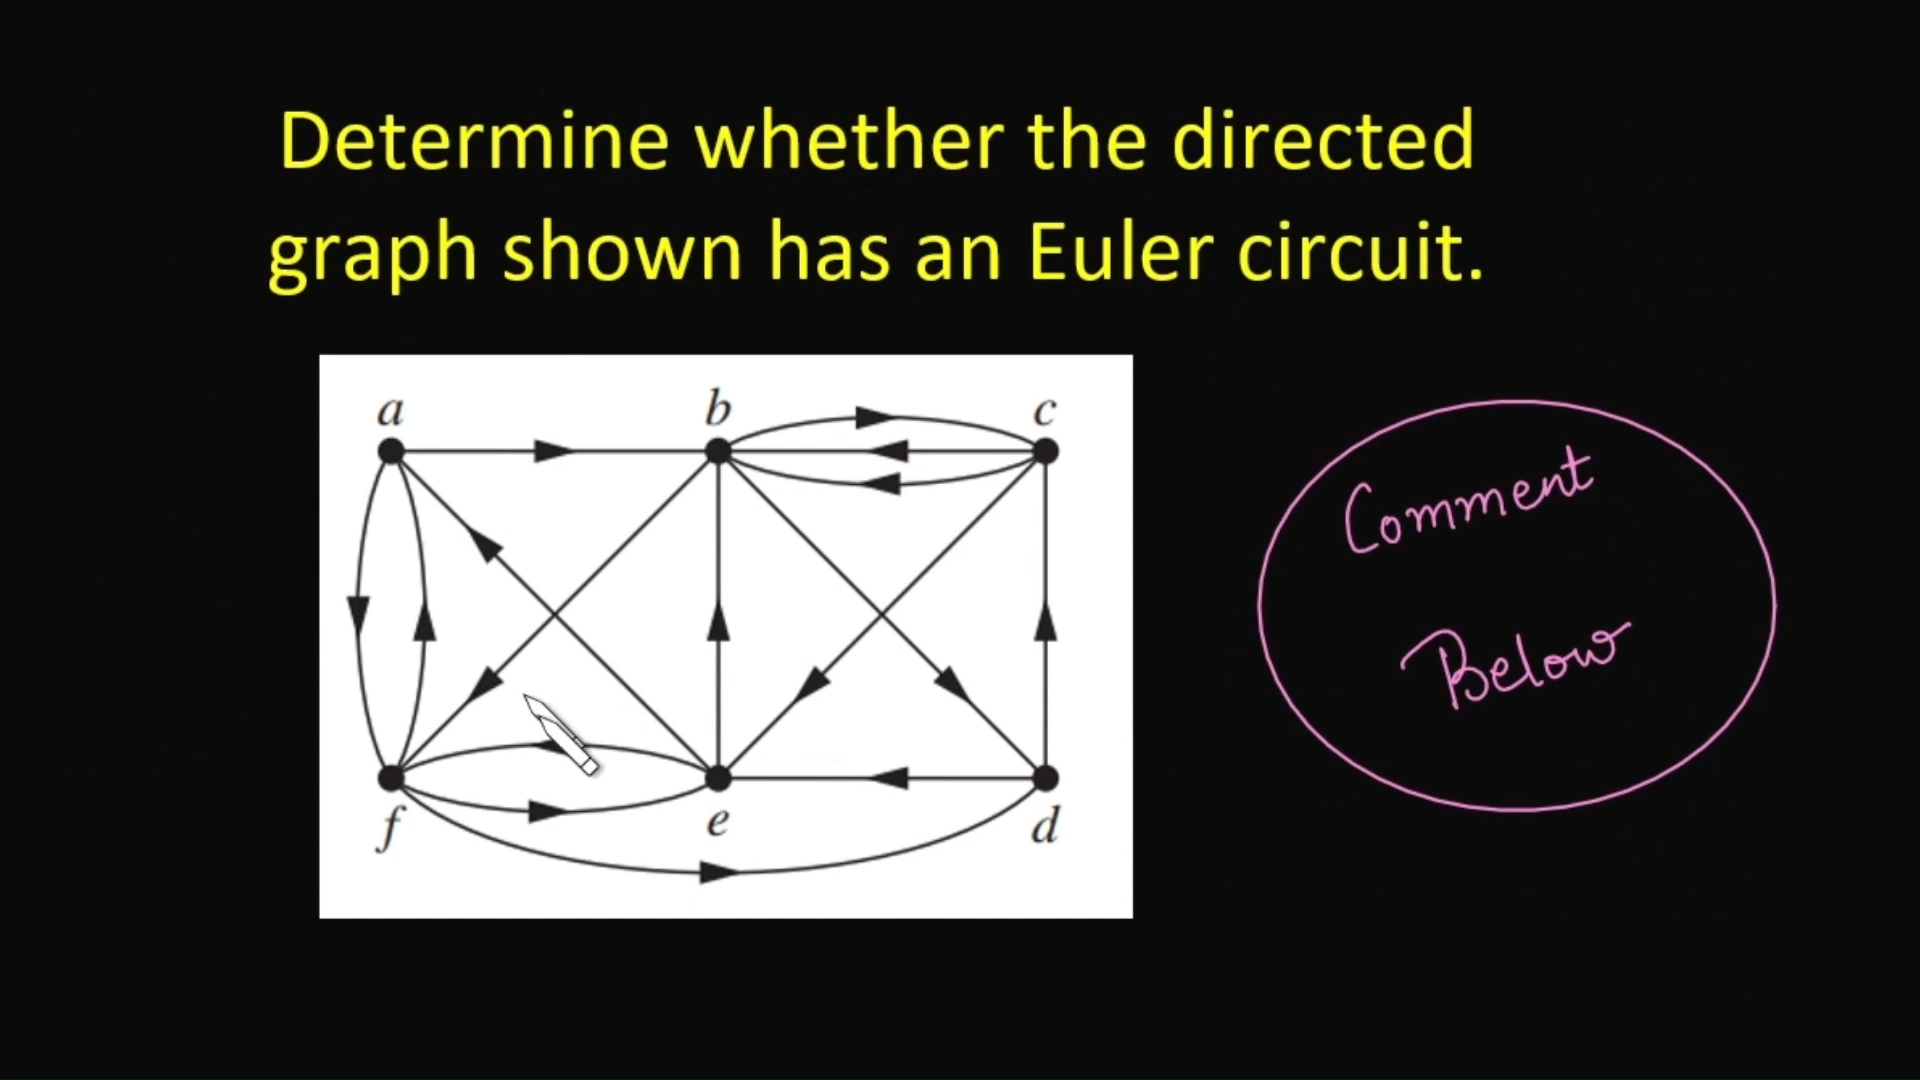 Determine whether the directed
graph shown has an Euler circuit.
a b c
f e d
Comment
Below